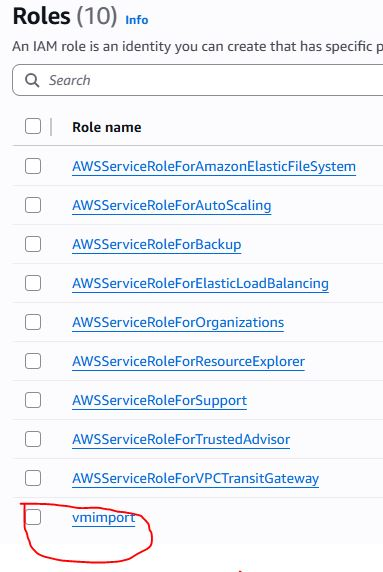 Roles (10) Info
An IAM role is an identity you can create that has specific
Search
Role name
AWSServiceRoleForAmazonElasticFileSystem
AWSServiceRoleForAutoScaling
AWSServiceRoleForBackup
AWSServiceRoleForElasticLoadBalancing
AWSServiceRoleForOrganizations
AWSServiceRoleForResourceExplorer
AWSServiceRoleForSupport
AWSServiceRoleForTrustedAdvisor
AWSServiceRoleForVPCTransitGateway
vmimport